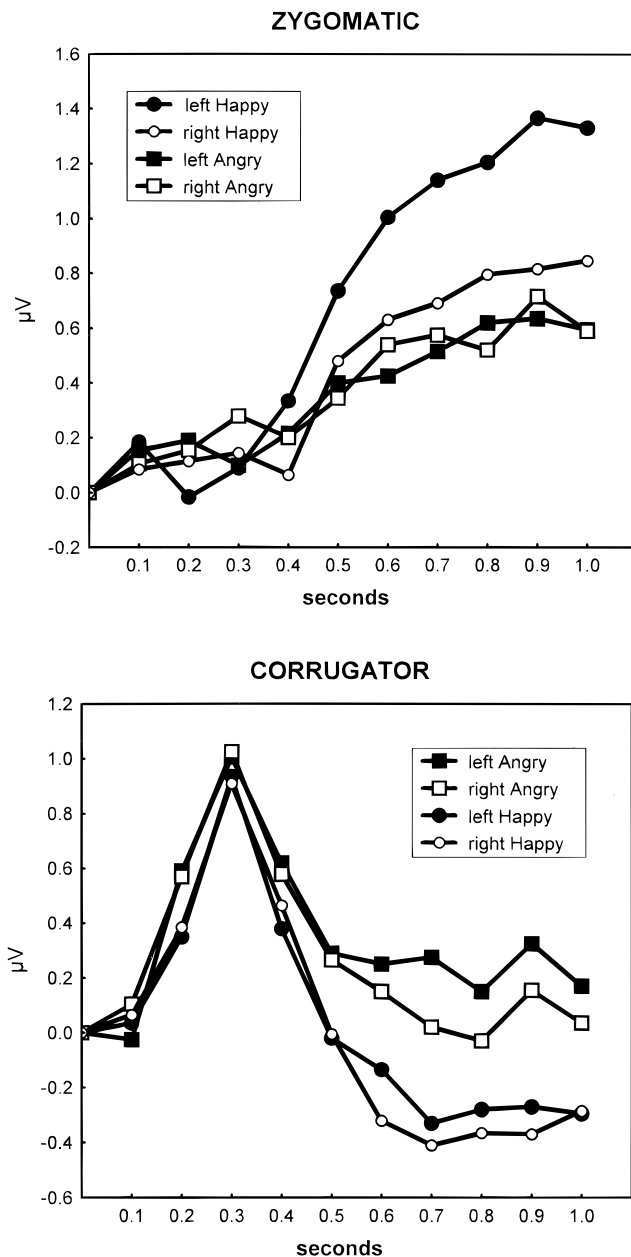 ZYGOMATIC
1.6
1.4
1.2
1.0
0.8
0.6
0.4
0.2
0.0
-0.2
µV
left Happy
right Happy
left Angry
right Angry
0.1 0.2 0.3 0.4 0.5 0.6 0.7 0.8 0.9 1.0
seconds
CORRUGATOR
1.2
1.0
0.8
0.6
0.4
0.2
0.0
-0.2
-0.4
-0.6
µV
left Angry
right Angry
left Happy
right Happy
0.1 0.2 0.3 0.4 0.5 0.6 0.7 0.8 0.9 1.0
seconds